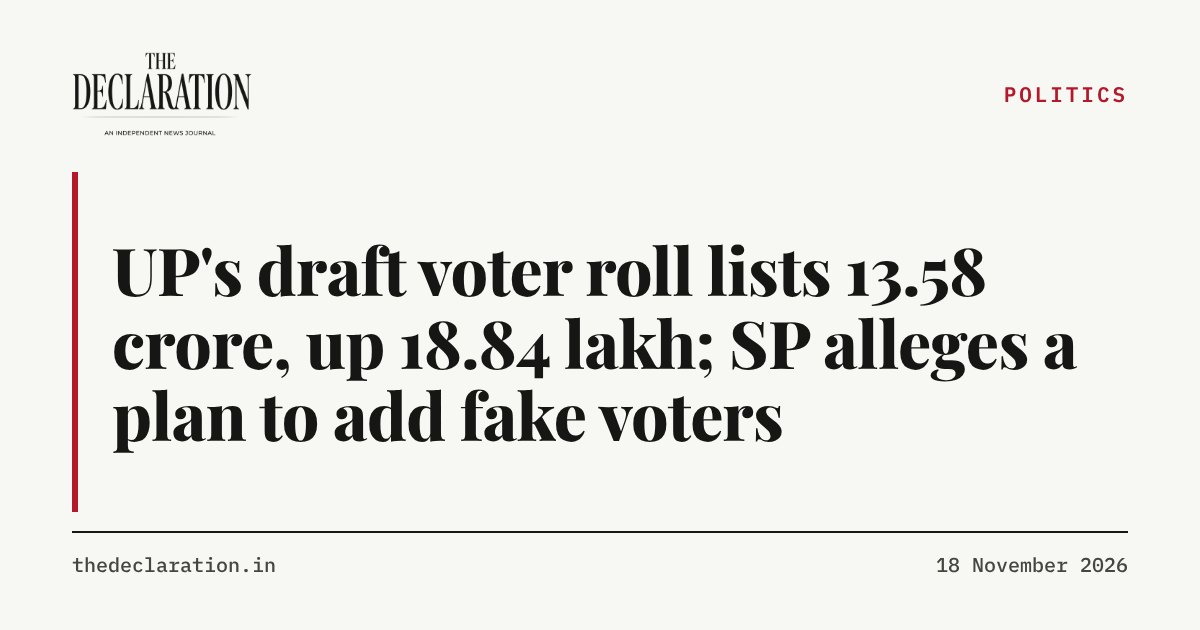 THE
DECLARATION
AN INDEPENDENT NEWS JOURNAL
POLITICS
UP's draft voter roll lists 13.58
crore, up 18.84 lakh; SP alleges a
plan to add fake voters
thedeclaration.in
18 November 2026